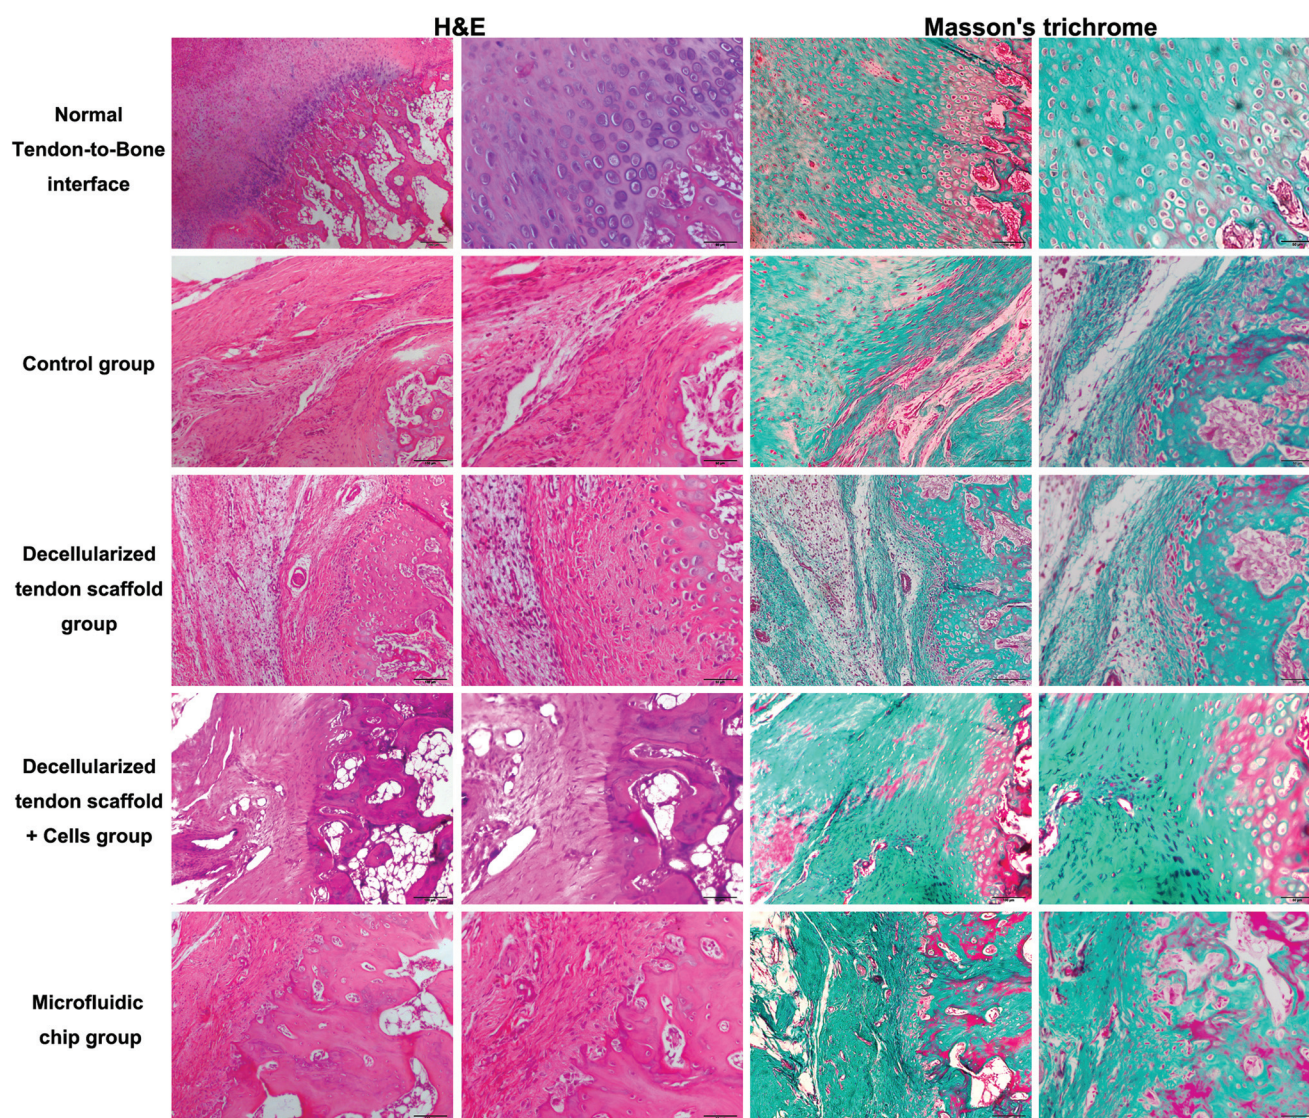 H&E
Masson's trichrome
Normal
Tendon-to-Bone
interface
Control group
Decellularized
tendon scaffold
group
Decellularized
tendon scaffold
+ Cells group
Microfluidic
chip group